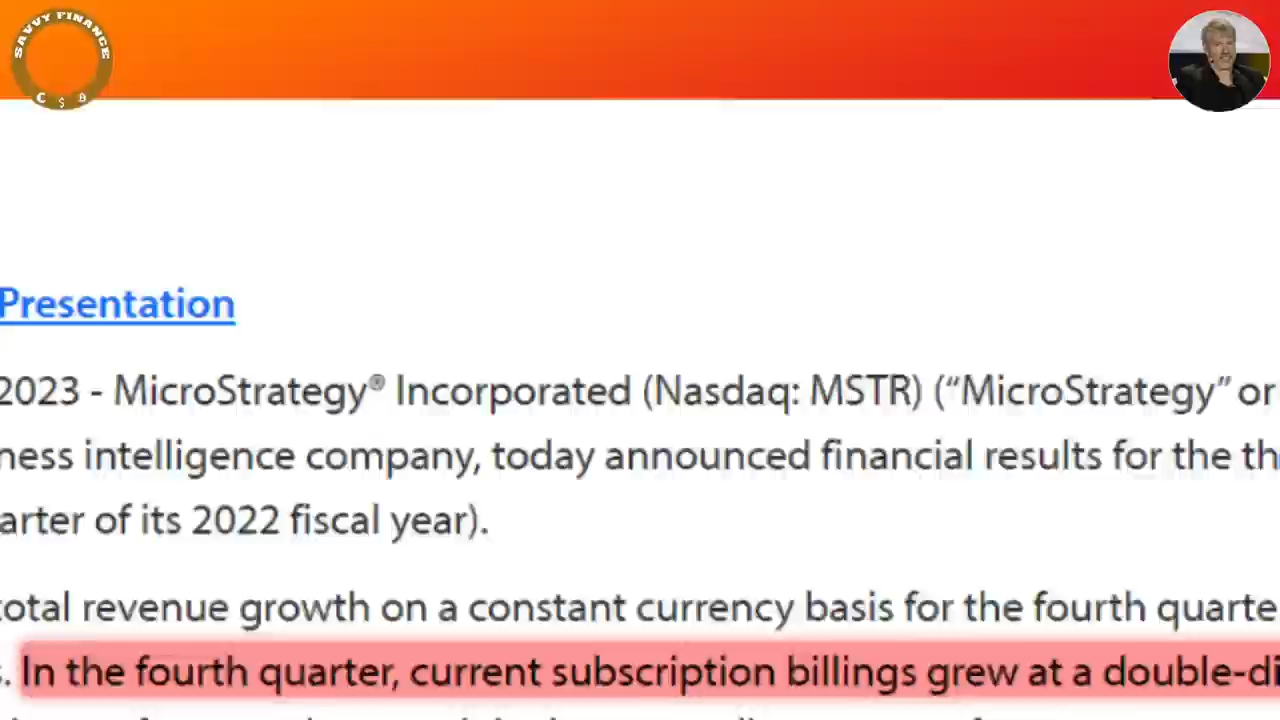 SAVVY FINANCE
€ $ ₿
Presentation
2023 - MicroStrategy® Incorporated (Nasdaq: MSTR) (“MicroStrategy” or
ness intelligence company, today announced financial results for the th
arter of its 2022 fiscal year).
total revenue growth on a constant currency basis for the fourth quarte
s. In the fourth quarter, current subscription billings grew at a double-di